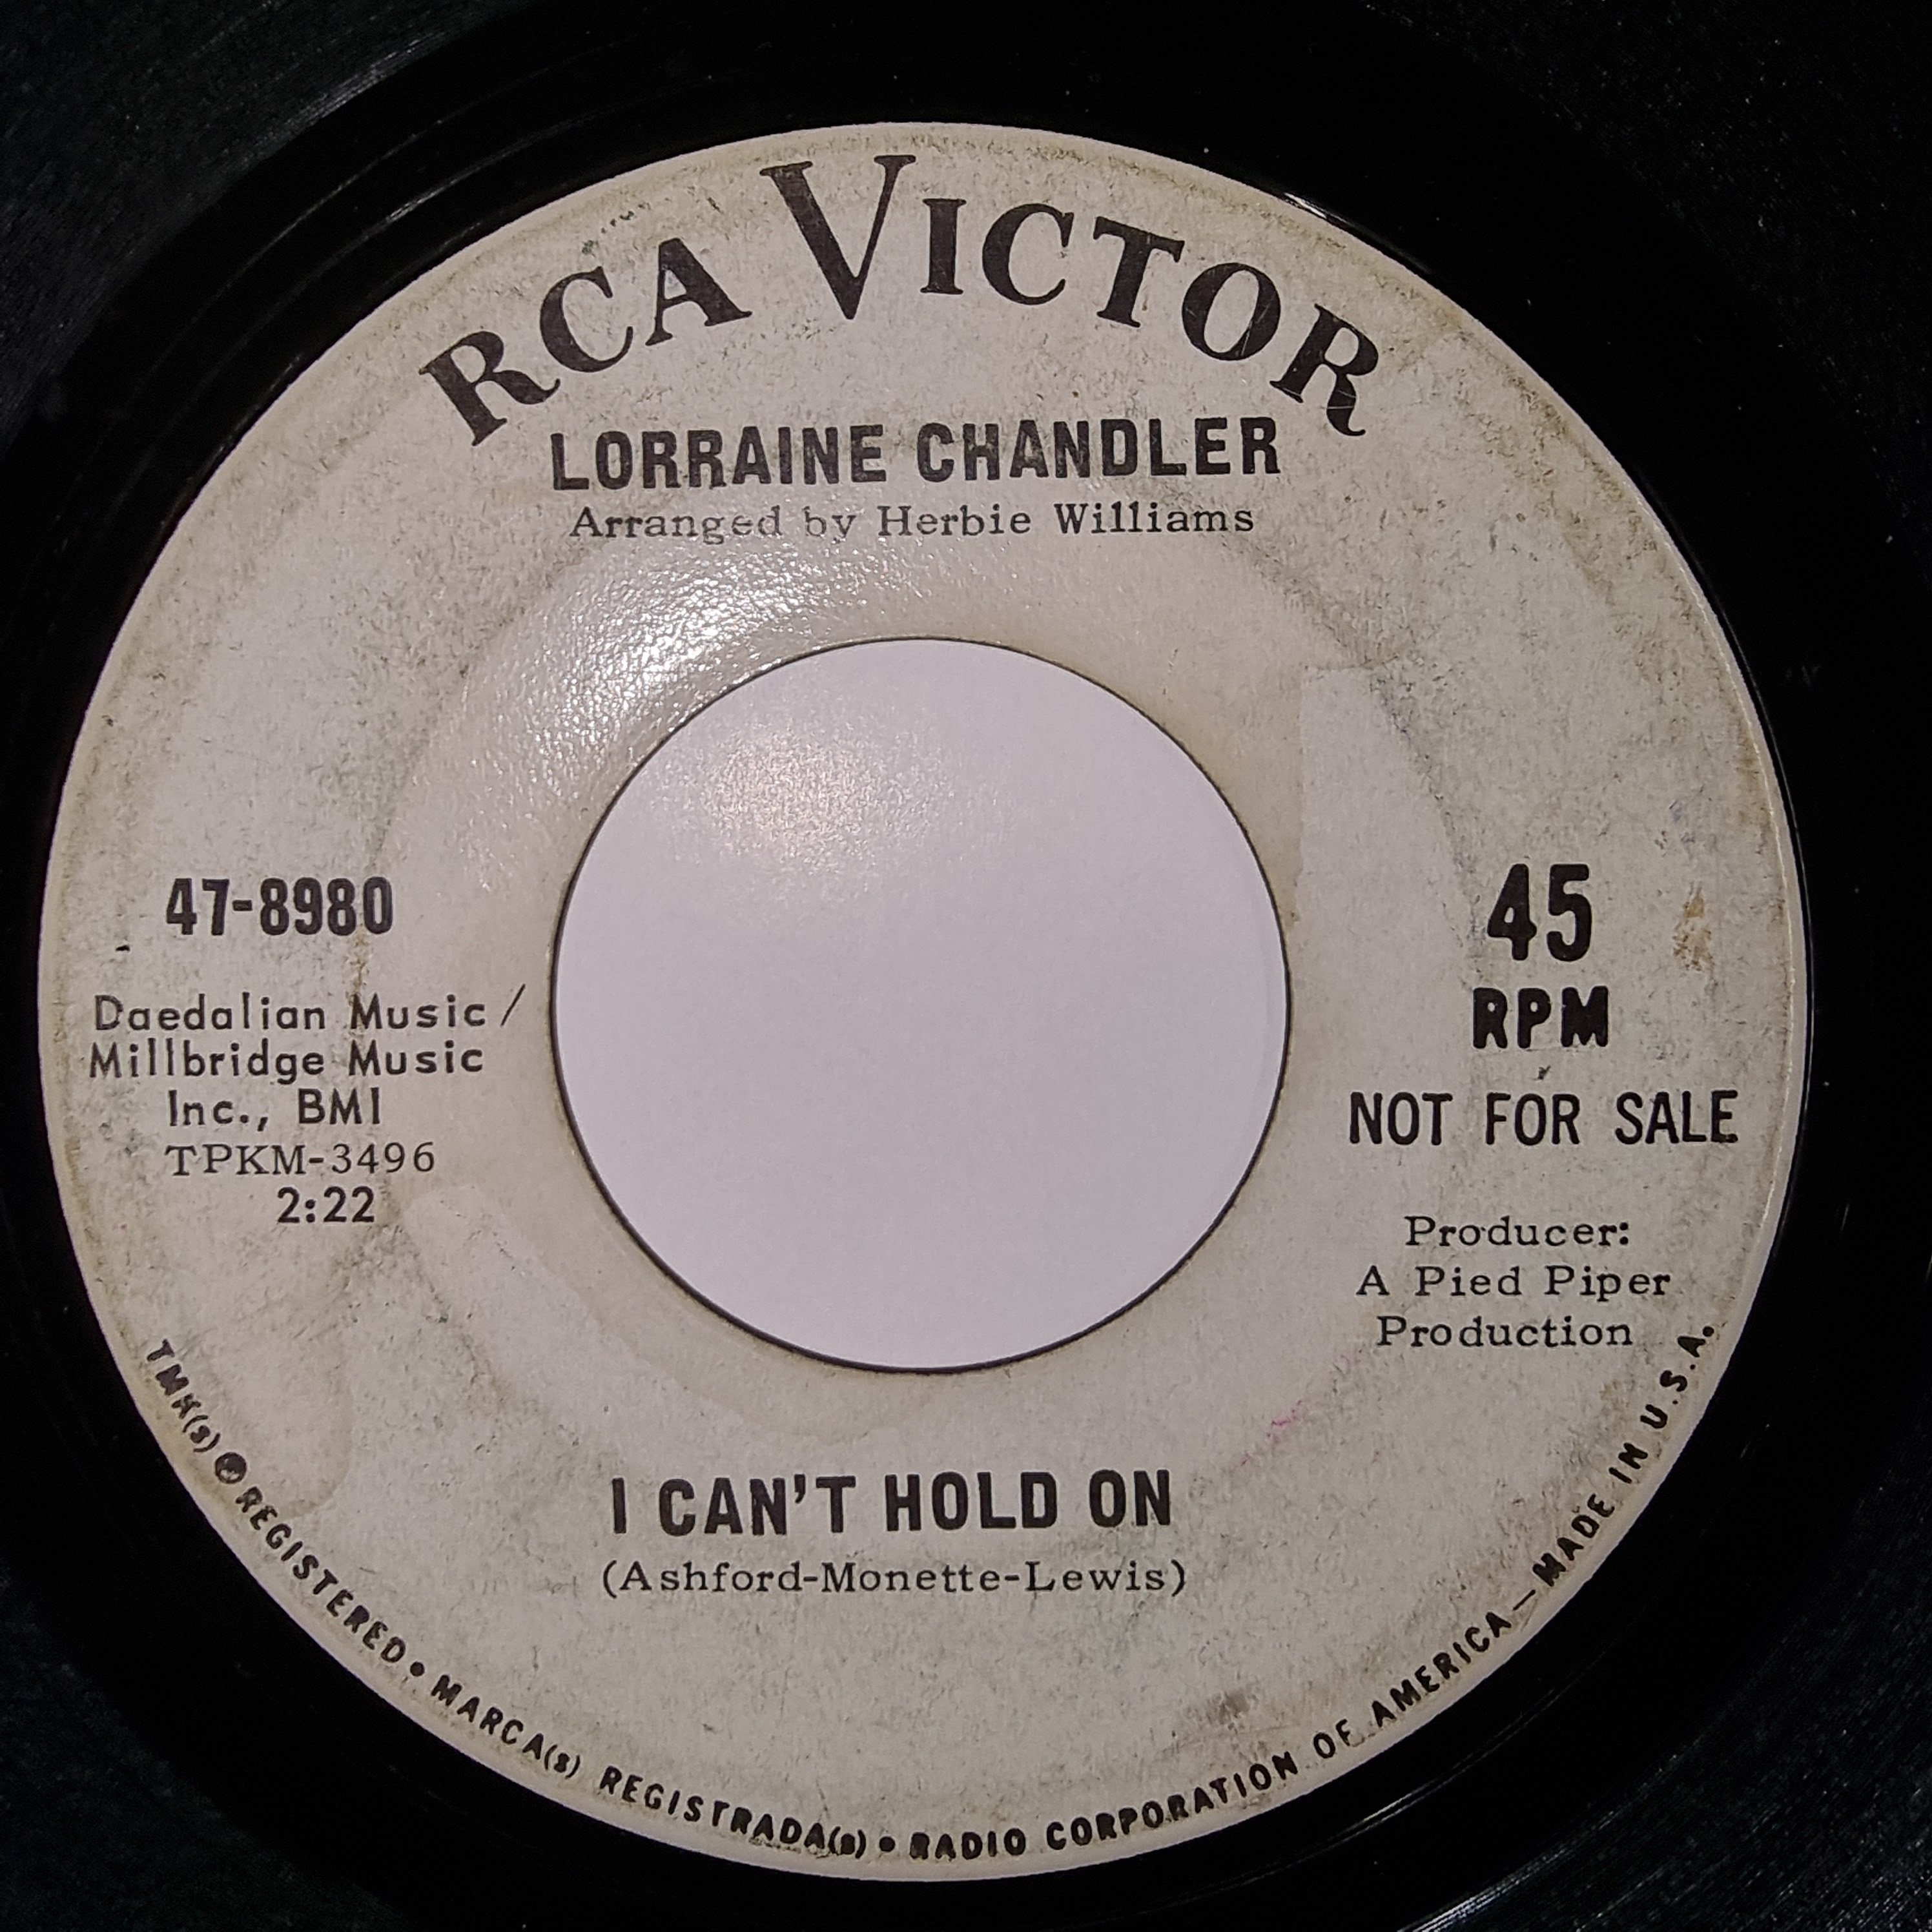 RCA VICTOR
LORRAINE CHANDLER
Arranged by Herbie Williams
47-8980
Daedalian Music /
Millbridge Music
Inc., BMI
TPKM-3496
2:22
45
RPM
NOT FOR SALE
Producer:
A Pied Piper
Production
I CAN'T HOLD ON
(Ashford-Monette-Lewis)
TMK(s) ® REGISTERED • MARCA(s) REGISTRADA(s) • RADIO CORPORATION OF AMERICA — MADE IN U.S.A.